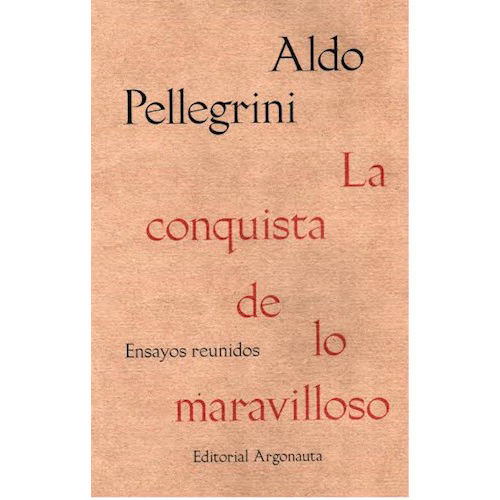 Aldo
Pellegrini
La
conquista
de
lo
Ensayos reunidos
maravilloso
Editorial Argonauta